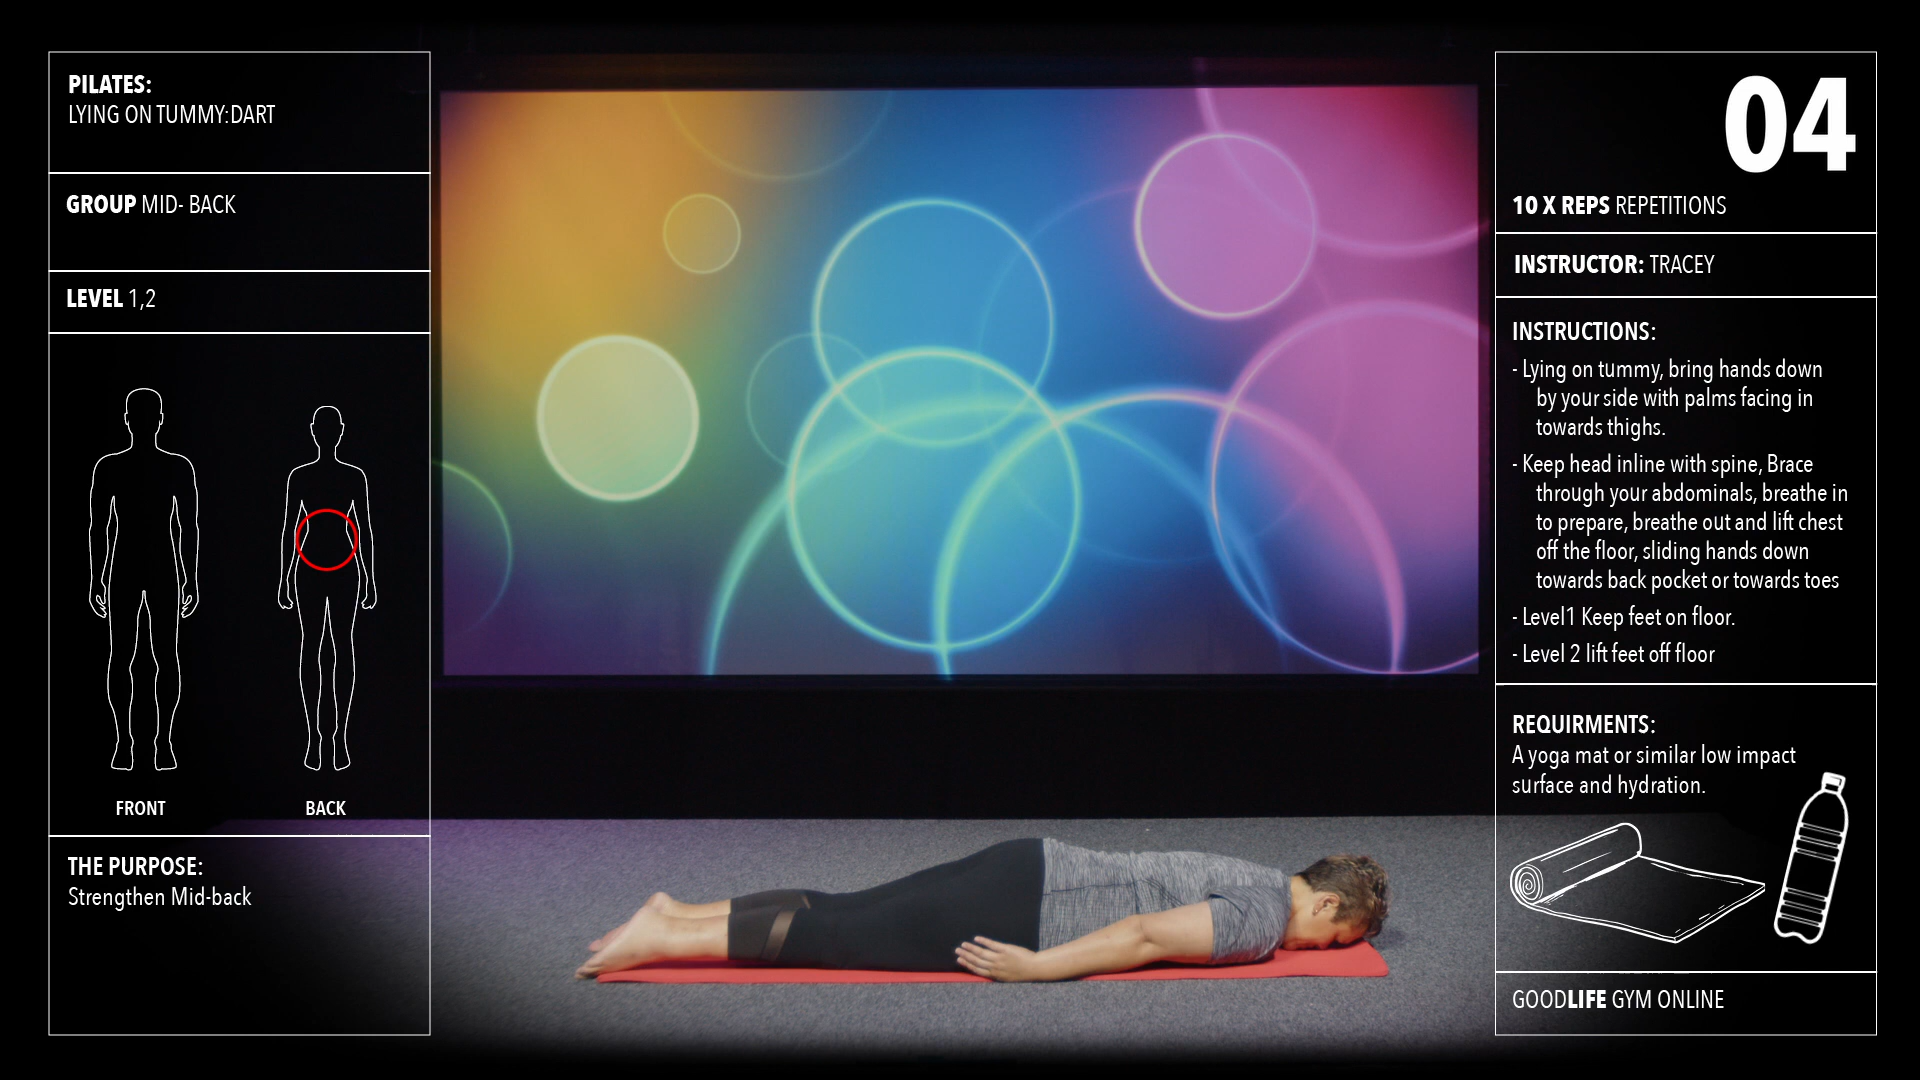 PILATES:
LYING ON TUMMY:DART
GROUP MID- BACK
LEVEL 1,2
FRONT
BACK
THE PURPOSE:
Strengthen Mid-back
04
10 X REPS REPETITIONS
INSTRUCTOR: TRACEY
INSTRUCTIONS:
- Lying on tummy, bring hands down
by your side with palms facing in
towards thighs.
- Keep head inline with spine, Brace
through your abdominals, breathe in
to prepare, breathe out and lift chest
off the floor, sliding hands down
towards back pocket or towards toes
- Level1 Keep feet on floor.
- Level 2 lift feet off floor
REQUIRMENTS:
A yoga mat or similar low impact
surface and hydration.
GOODLIFE GYM ONLINE